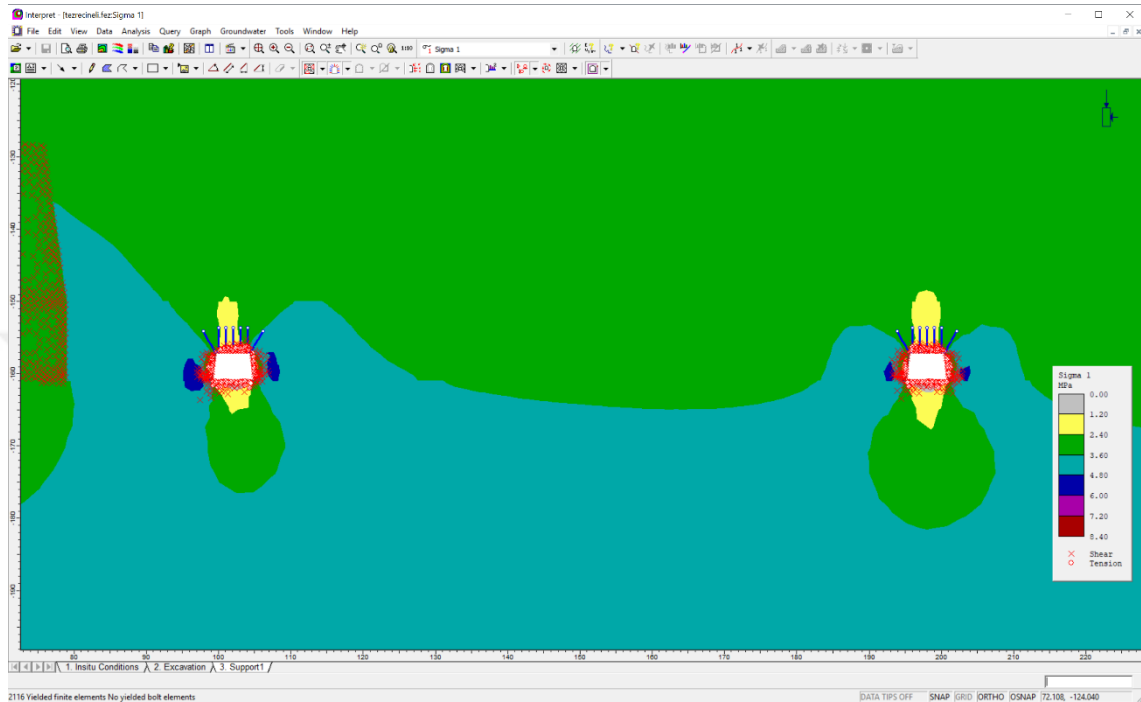 Interpret - [tezrecineli.fez:Sigma 1]
File Edit View Data Analysis Query Graph Groundwater Tools Window Help
1:00 σ1 Sigma 1
-120
-130
-140
-150
-160
-170
-180
-190
Sigma 1
MPa
0.00
1.20
2.40
3.60
4.80
6.00
7.20
8.40
Shear
Tension
80 90 100 110 120 130 140 150 160 170 180 190 200 210 220
1. Insitu Conditions 2. Excavation 3. Support1
2116 Yielded finite elements No yielded bolt elements DATA TIPS OFF SNAP GRID ORTHO OSNAP 72.108, -124.040